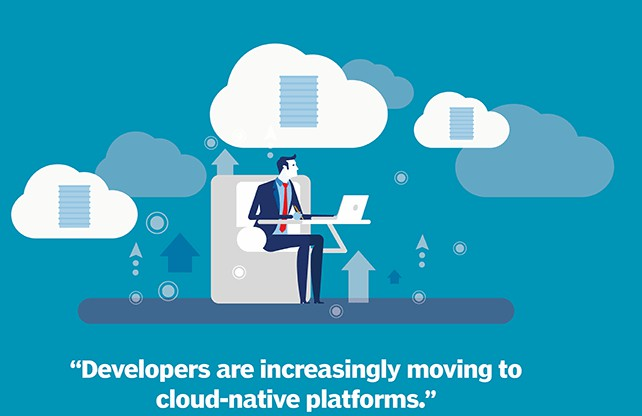 “Developers are increasingly moving to
cloud-native platforms.”